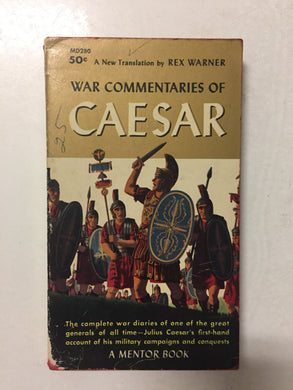 MD280
50¢ A New Translation by REX WARNER
WAR COMMENTARIES OF
CAESAR
25
The complete war diaries of one of the great
generals of all time—Julius Caesar's first-hand
account of his military campaigns and conquests
A MENTOR BOOK